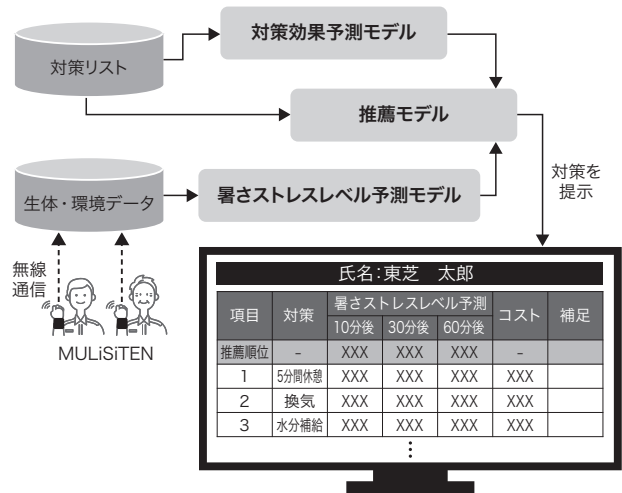 対策効果予測モデル
対策リスト
推薦モデル
対策を
提示
生体・環境データ
暑さストレスレベル予測モデル
無線
通信
MULiSiTEN
氏名:東芝 太郎
項目 対策 暑さストレスレベル予測 コスト 補足
10分後 30分後 60分後
推薦順位 – XXX XXX XXX –
1 5分間休憩 XXX XXX XXX XXX
2 換気 XXX XXX XXX XXX
3 水分補給 XXX XXX XXX XXX
⋮